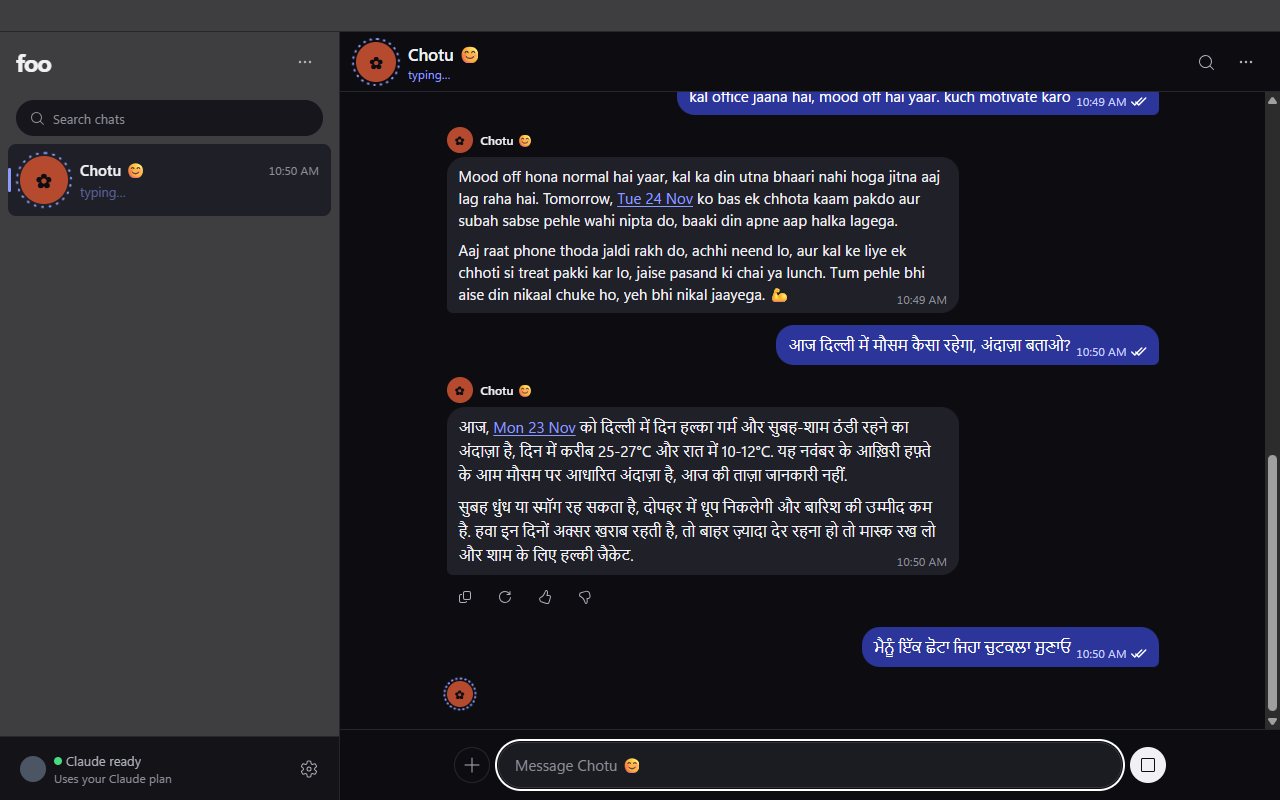 foo
Search chats
Chotu 😊
10:50 AM
typing...
Claude ready
Uses your Claude plan
Chotu 😊
typing...
kal office jaana hai, mood off hai yaar. kuch motivate karo 10:49 AM
Chotu 😊
Mood off hona normal hai yaar, kal ka din utna bhaari nahi hoga jitna aaj
lag raha hai. Tomorrow, Tue 24 Nov ko bas ek chhota kaam pakdo aur
subah sabse pehle wahi nipta do, baaki din apne aap halka lagega.
Aaj raat phone thoda jaldi rakh do, achhi neend lo, aur kal ke liye ek
chhoti si treat pakki kar lo, jaise pasand ki chai ya lunch. Tum pehle bhi
aise din nikaal chuke ho, yeh bhi nikal jaayega. 💪
10:49 AM
आज दिल्ली में मौसम कैसा रहेगा, अंदाज़ा बताओ? 10:50 AM
Chotu 😊
आज, Mon 23 Nov को दिल्ली में दिन हल्का गर्म और सुबह-शाम ठंडी रहने का
अंदाज़ा है, दिन में करीब 25-27°C और रात में 10-12°C. यह नवंबर के आख़िरी हफ़्ते
के आम मौसम पर आधारित अंदाज़ा है, आज की ताज़ा जानकारी नहीं.
सुबह धुंध या स्मॉग रह सकता है, दोपहर में धूप निकलेगी और बारिश की उम्मीद कम
है. हवा इन दिनों अक्सर खराब रहती है, तो बाहर ज़्यादा देर रहना हो तो मास्क रख लो
और शाम के लिए हल्की जैकेट.
10:50 AM
ਮੈਨੂੰ ਇੱਕ ਛੋਟਾ ਜਿਹਾ ਚੁਟਕਲਾ ਸੁਣਾਓ 10:50 AM
Message Chotu 😊